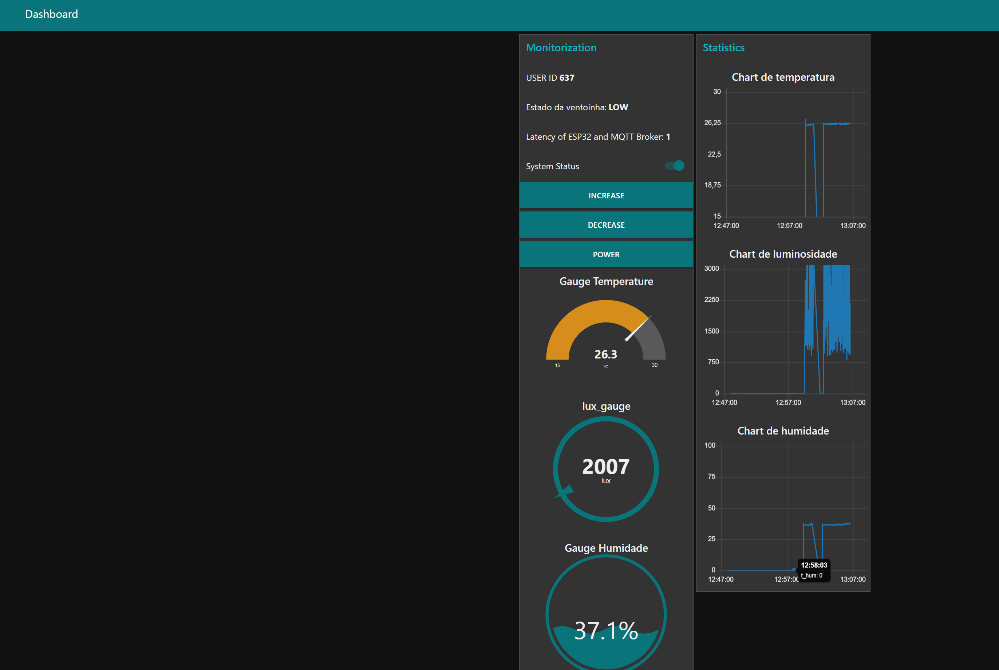 Dashboard
Monitorization
USER ID 637
Estado da ventoinha: LOW
Latency of ESP32 and MQTT Broker: 1
System Status
INCREASE
DECREASE
POWER
Gauge Temperature
26.3
ºC
15
30
lux_gauge
2007
lux
Gauge Humidade
37.1%
Statistics
Chart de temperatura
30
26,25
22,5
18,75
15
12:47:00 12:57:00 13:07:00
Chart de luminosidade
3000
2250
1500
750
0
12:47:00 12:57:00 13:07:00
Chart de humidade
100
75
50
25
0
12:58:03
t_hum: 0
12:47:00 12:57:00 13:07:00